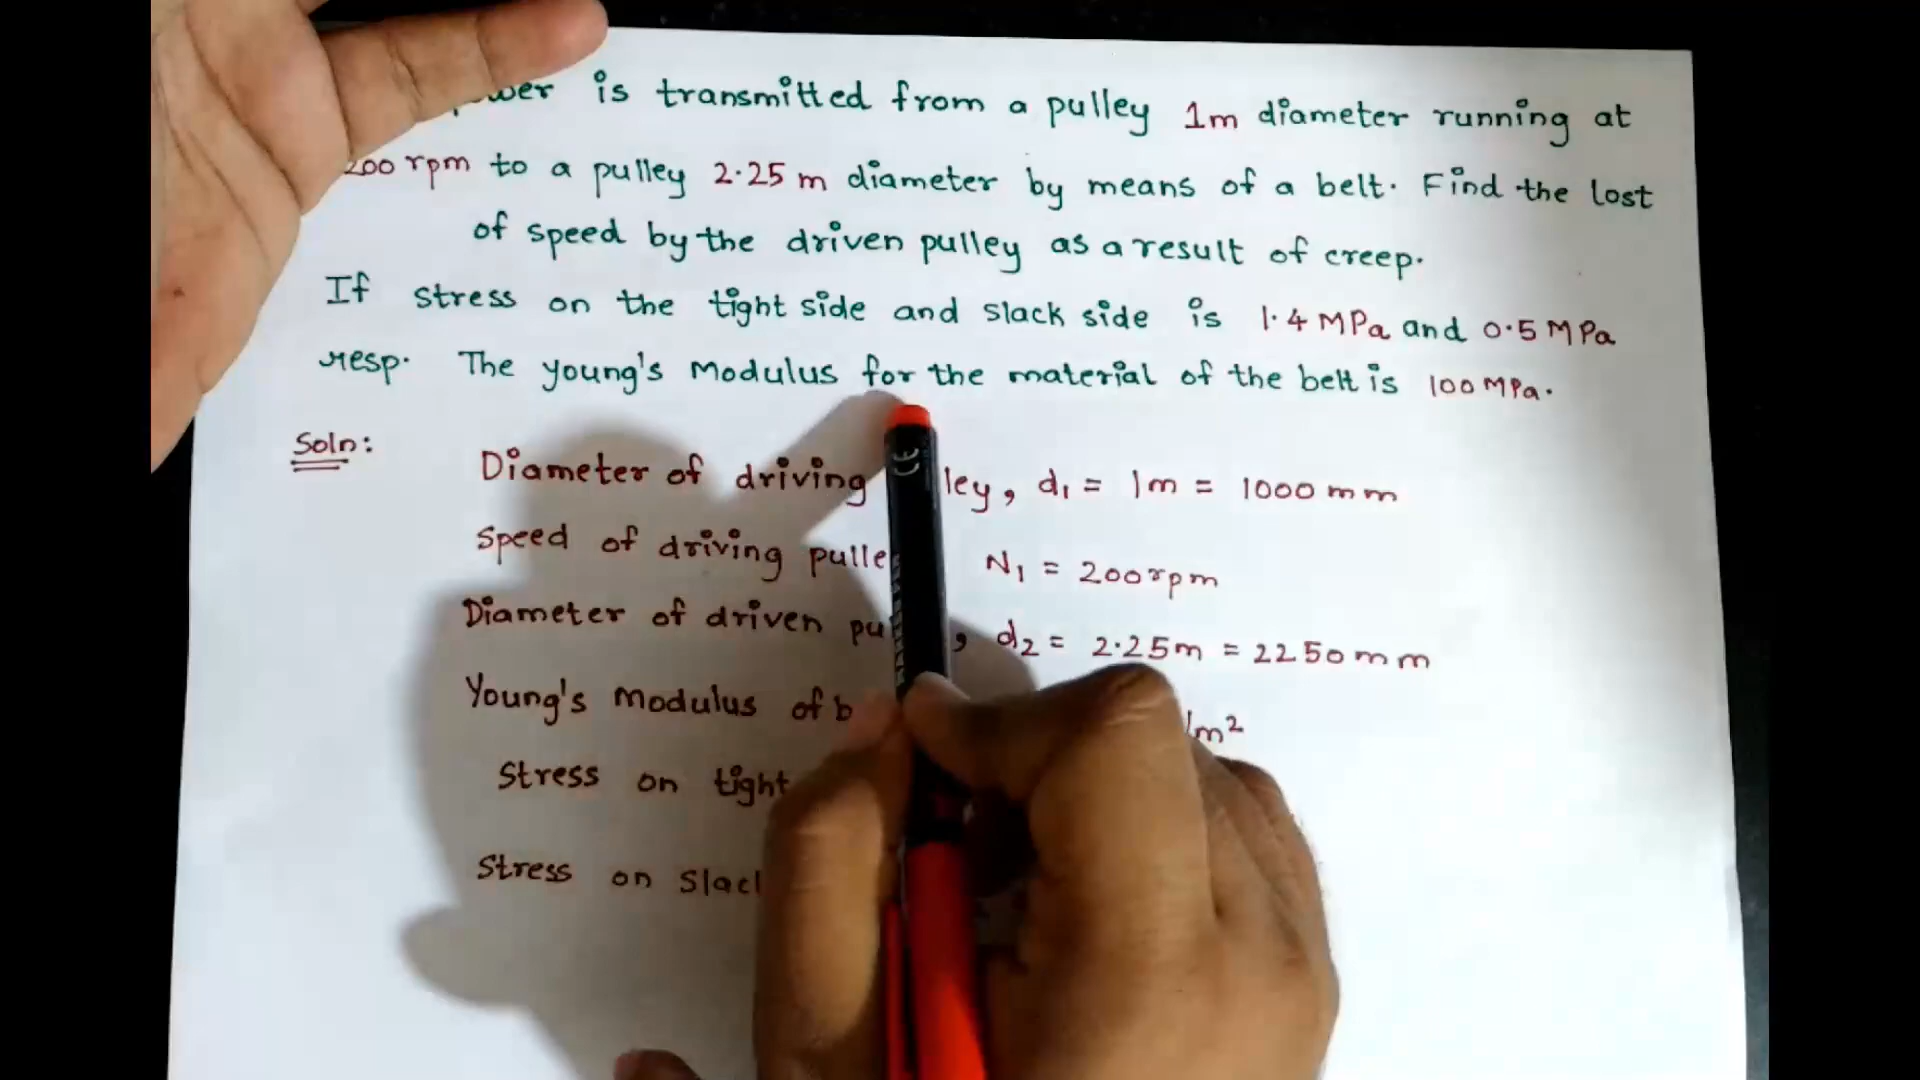 is transmitted from a pulley 1m diameter running at
200 rpm to a pulley 2.25 m diameter by means of a belt. Find the lost
of speed by the driven pulley as a result of creep.
If stress on the tight side and slack side is 1.4 MPa and 0.5 MPa
resp. The young's Modulus for the material of the belt is 100 MPa.
Soln:
Diameter of driving ley, d1 = 1m = 1000 mm
Speed of driving pulle N1 = 200rpm
Diameter of driven pu , d2 = 2.25m = 2250 mm
Young's Modulus of b /m²
Stress on tight
Stress on Slac